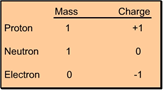 Mass Charge
Proton 1 +1
Neutron 1 0
Electron 0 -1